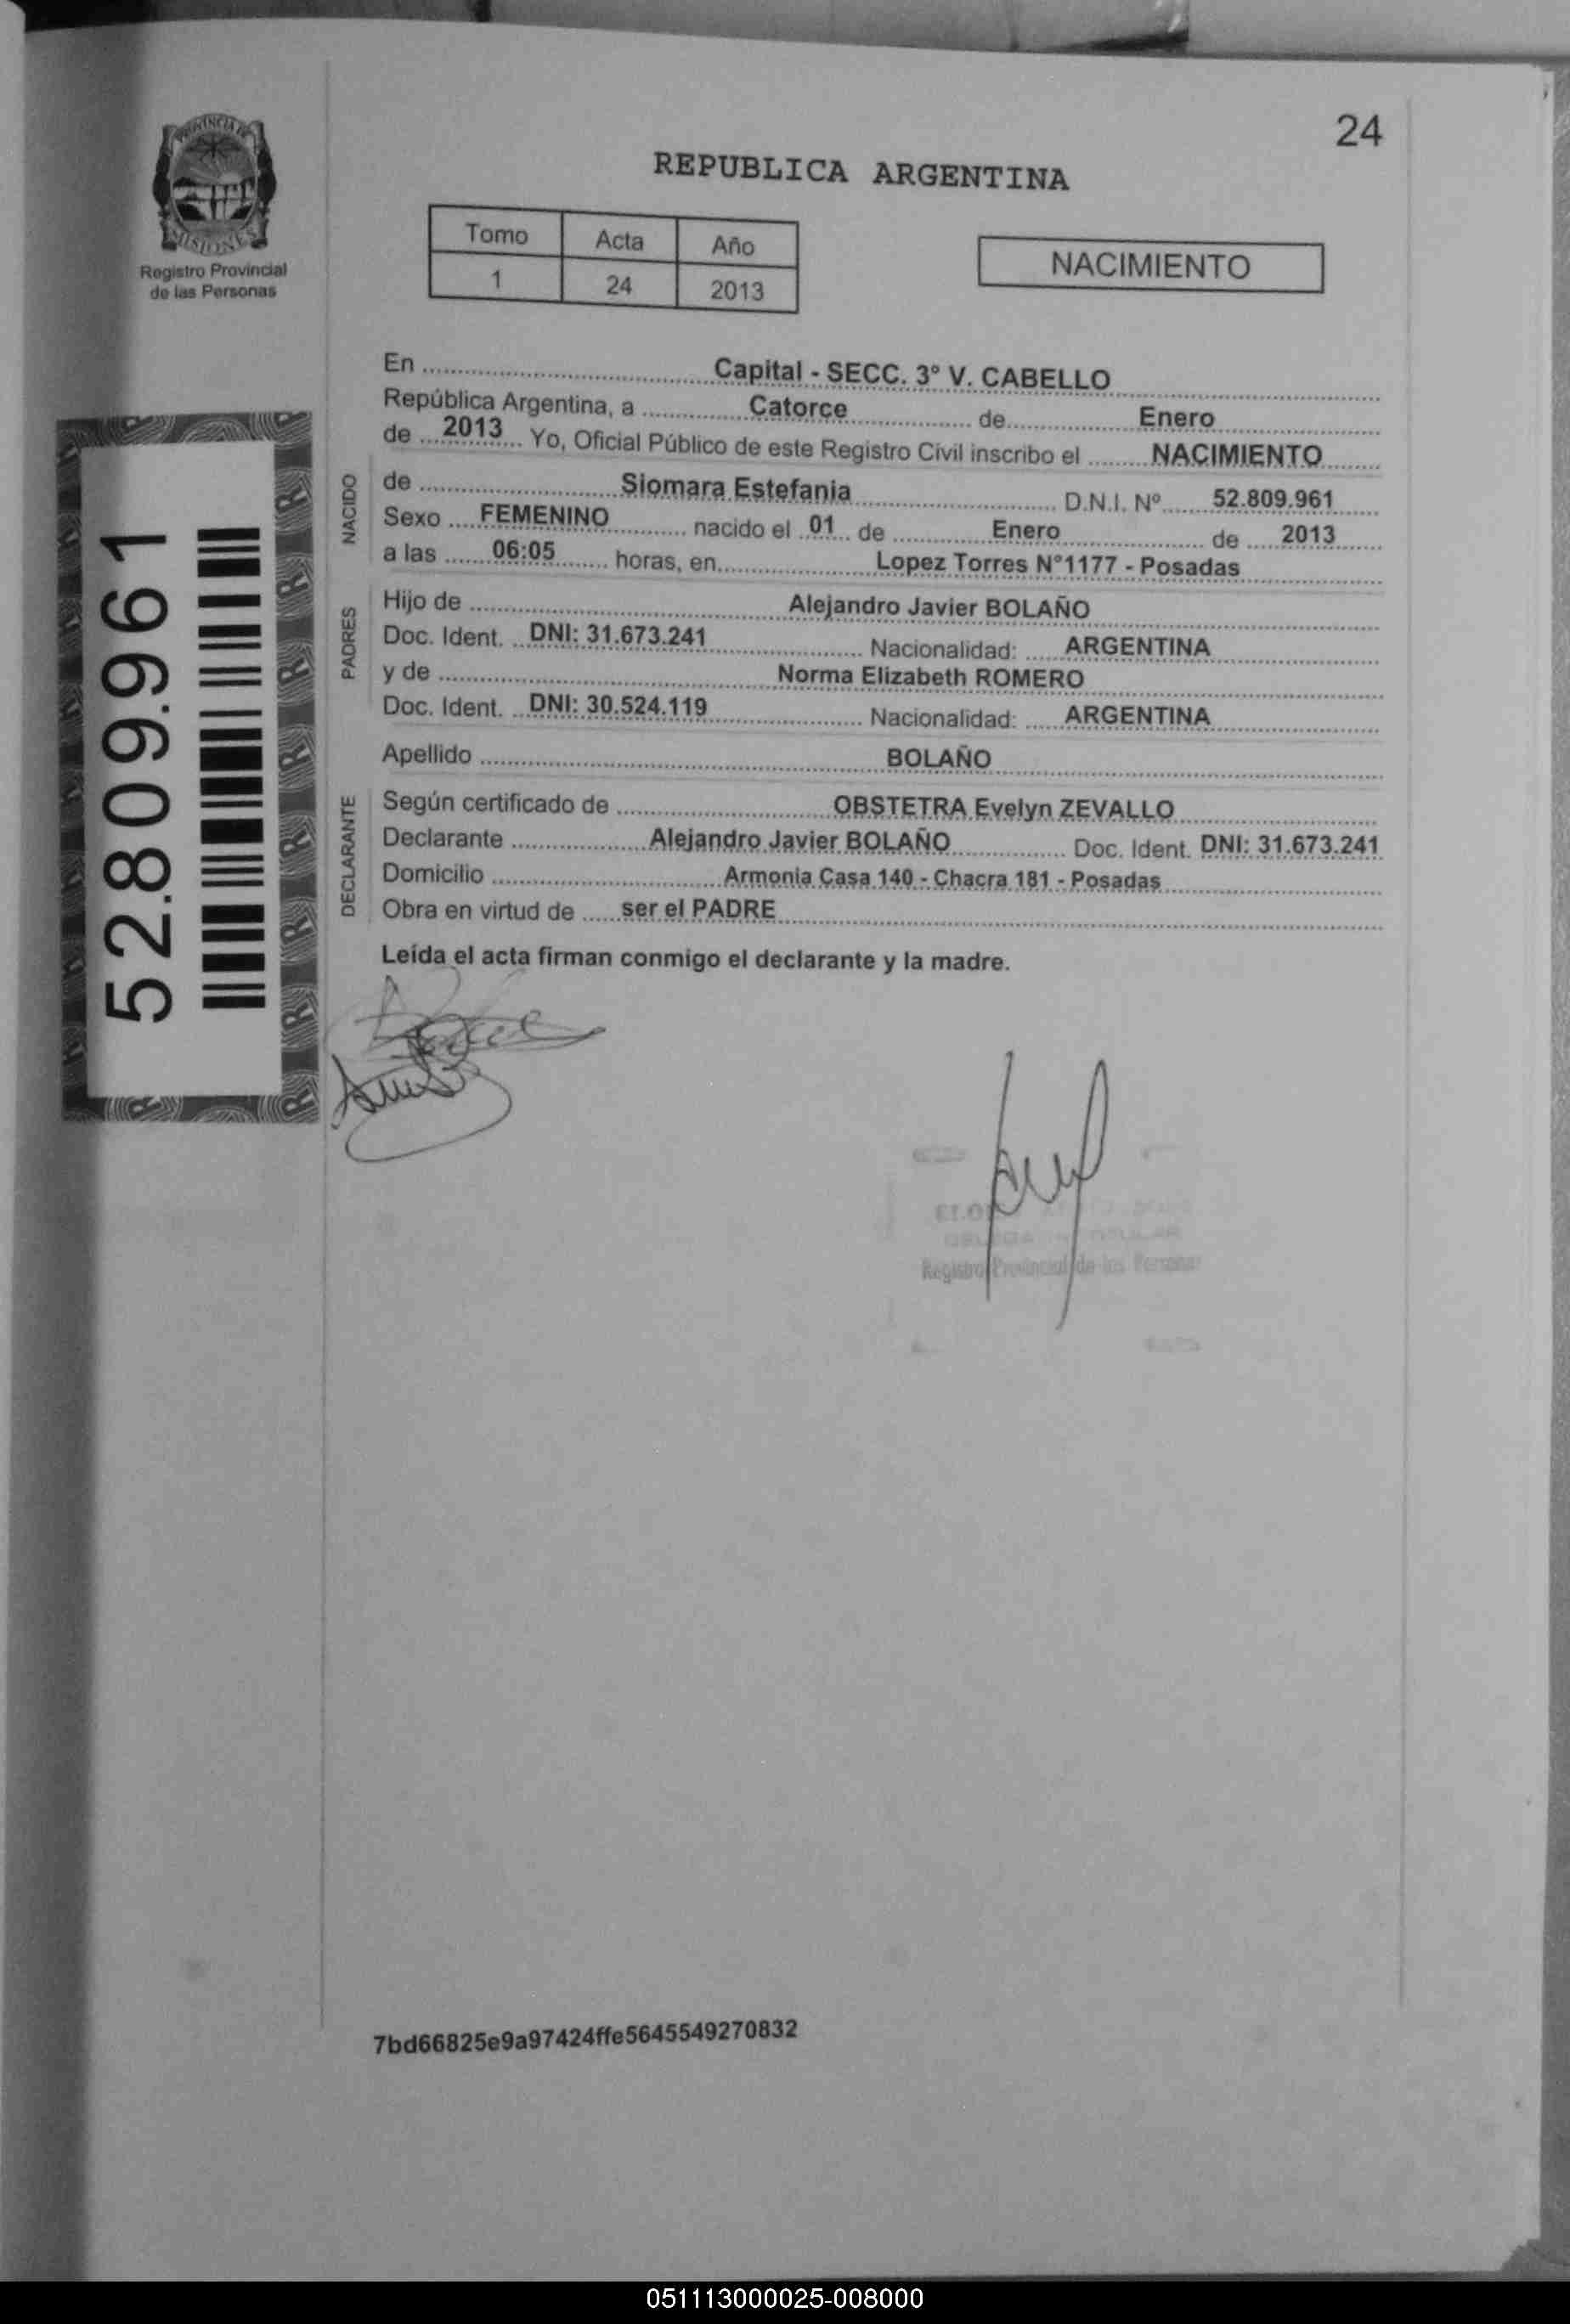 24
PROVINCIA DE
MISIONES
Registro Provincial
de las Personas
REPUBLICA ARGENTINA
Tomo Acta Año
1 24 2013
NACIMIENTO
En Capital - SECC. 3° V. CABELLO
República Argentina, a Catorce de Enero
de 2013 Yo, Oficial Público de este Registro Civil inscribo el NACIMIENTO
NACIDO
de Siomara Estefania D.N.I. Nº 52.809.961
Sexo FEMENINO nacido el 01 de Enero de 2013
a las 06:05 horas, en Lopez Torres N°1177 - Posadas
PADRES
Hijo de Alejandro Javier BOLAÑO
Doc. Ident. DNI: 31.673.241 Nacionalidad: ARGENTINA
y de Norma Elizabeth ROMERO
Doc. Ident. DNI: 30.524.119 Nacionalidad: ARGENTINA
Apellido BOLAÑO
DECLARANTE
Según certificado de OBSTETRA Evelyn ZEVALLO
Declarante Alejandro Javier BOLAÑO Doc. Ident. DNI: 31.673.241
Domicilio Armonia Casa 140 - Chacra 181 - Posadas
Obra en virtud de ser el PADRE
Leída el acta firman conmigo el declarante y la madre.
52.809.961
Registro Provincial de las Personas
7bd66825e9a97424ffe5645549270832
051113000025-008000